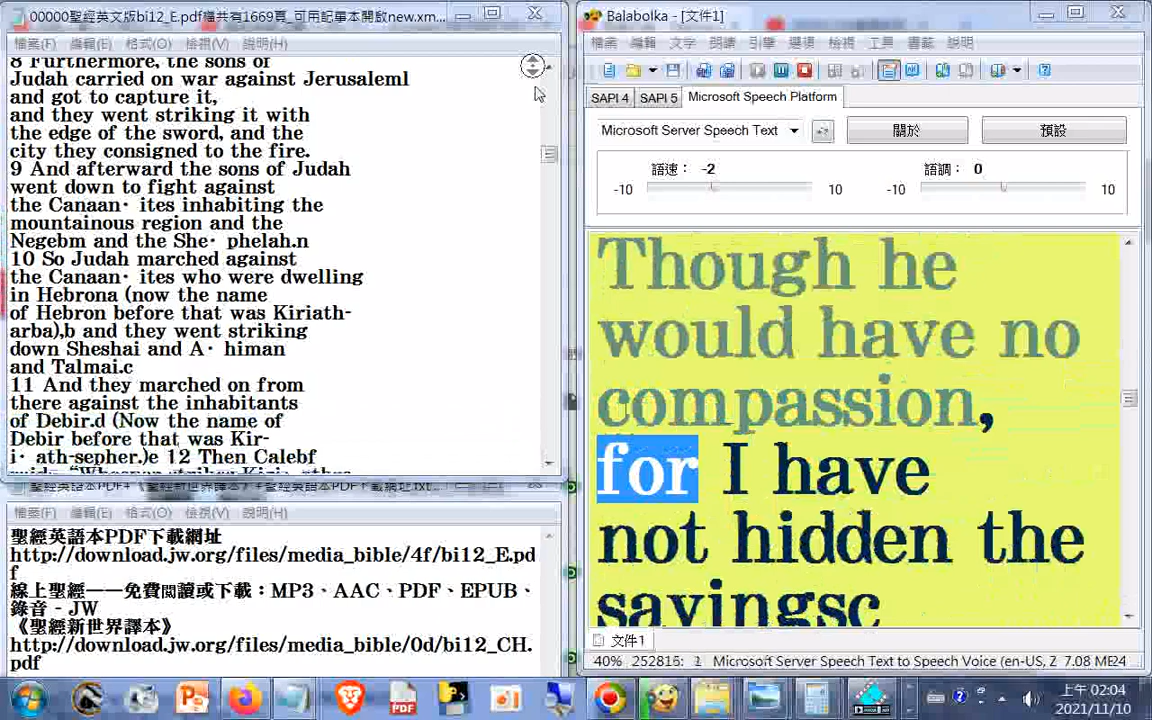 00000聖經英文版bi12_E.pdf檔共有1669頁_可用記事本開啟new.xm...
檔案(F) 編輯(E) 格式(O) 檢視(V) 說明(H)
8 Furthermore, the sons of
Judah carried on war against Jerusaleml
and got to capture it,
and they went striking it with
the edge of the sword, and the
city they consigned to the fire.
9 And afterward the sons of Judah
went down to fight against
the Canaan· ites inhabiting the
mountainous region and the
Negebm and the She· phelah.n
10 So Judah marched against
the Canaan· ites who were dwelling
in Hebrona (now the name
of Hebron before that was Kiriath-
arba),b and they went striking
down Sheshai and A· himan
and Talmai.c
11 And they marched on from
there against the inhabitants
of Debir.d (Now the name of
Debir before that was Kir-
i· ath-sepher.)e 12 Then Calebf
檔案(F) 編輯(E) 格式(O) 檢視(V) 說明(H)
聖經英語本PDF下載網址
http://download.jw.org/files/media_bible/4f/bi12_E.pd
f
線上聖經——免費閱讀或下載：MP3、AAC、PDF、EPUB、
錄音 - JW
《聖經新世界譯本》
http://download.jw.org/files/media_bible/0d/bi12_CH.
pdf
Balabolka - [文件1]
檔案 編輯 文字 朗讀 引擎 選項 檢視 工具 書籤 說明
SAPI 4 SAPI 5 Microsoft Speech Platform
Microsoft Server Speech Text 關於 預設
語速： -2 語調： 0
-10 10 -10 10
Though he
would have no
compassion,
for I have
not hidden the
sayingsc
文件1
40% 252815: 1 Microsoft Server Speech Text to Speech Voice (en-US, Z 7.08 ME24
上午 02:04
2021/11/10